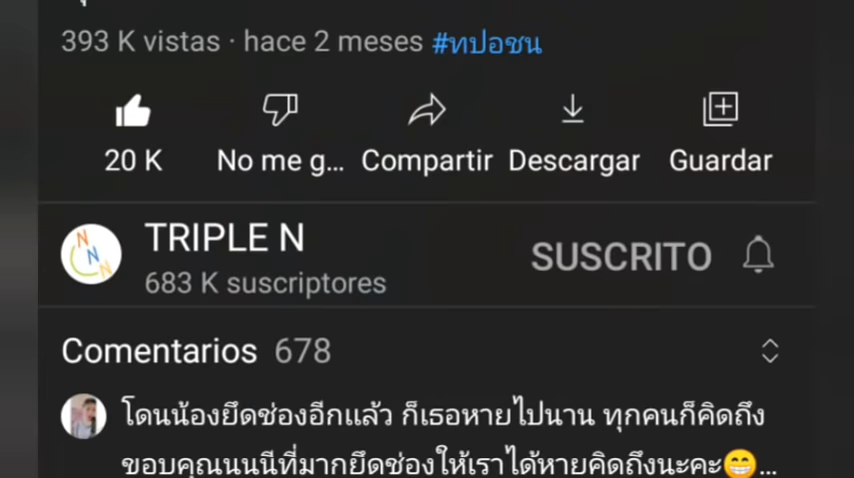 393 K vistas · hace 2 meses #ทปอชน
20 K No me g... Compartir Descargar Guardar
N N N
TRIPLE N
683 K suscriptores
SUSCRITO
Comentarios 678
โดนน้องยึดช่องอีกแล้ว ก็เธอหายไปนาน ทุกคนก็คิดถึง
ขอบคุณนนนีที่มากยึดช่องให้เราได้หายคิดถึงนะคะ😁...